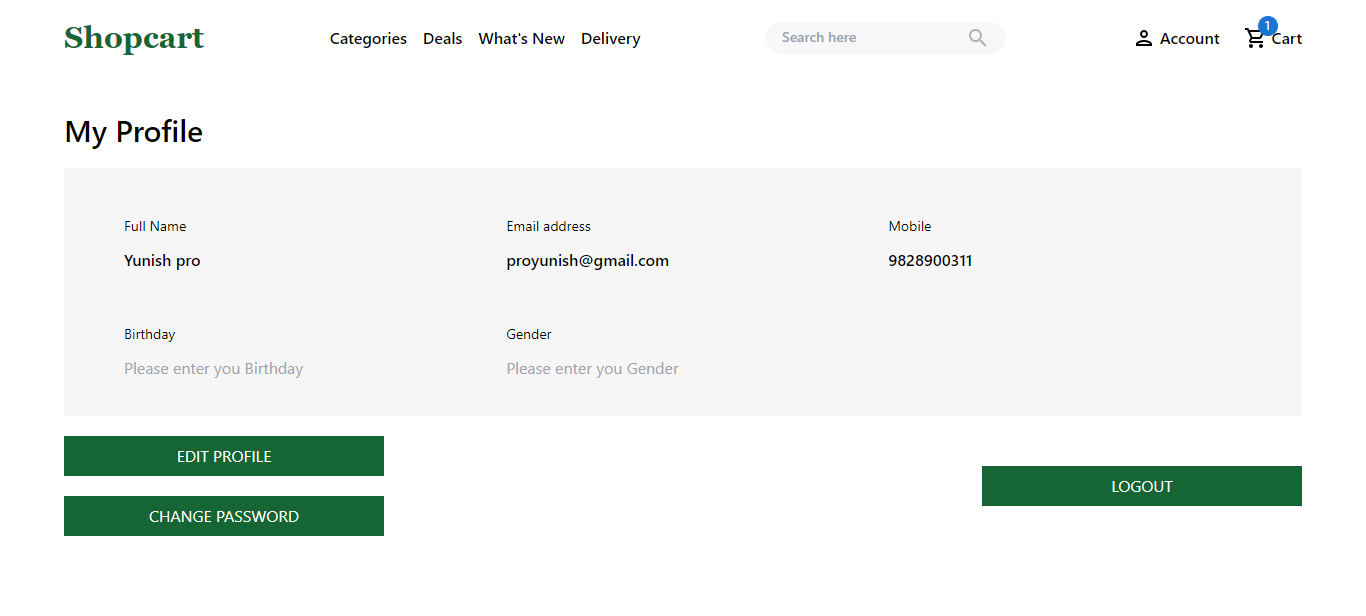 Shopcart
Categories Deals What's New Delivery
Search here
Account
1
Cart
My Profile
Full Name Email address Mobile
Yunish pro proyunish@gmail.com 9828900311
Birthday Gender
Please enter you Birthday Please enter you Gender
EDIT PROFILE
LOGOUT
CHANGE PASSWORD